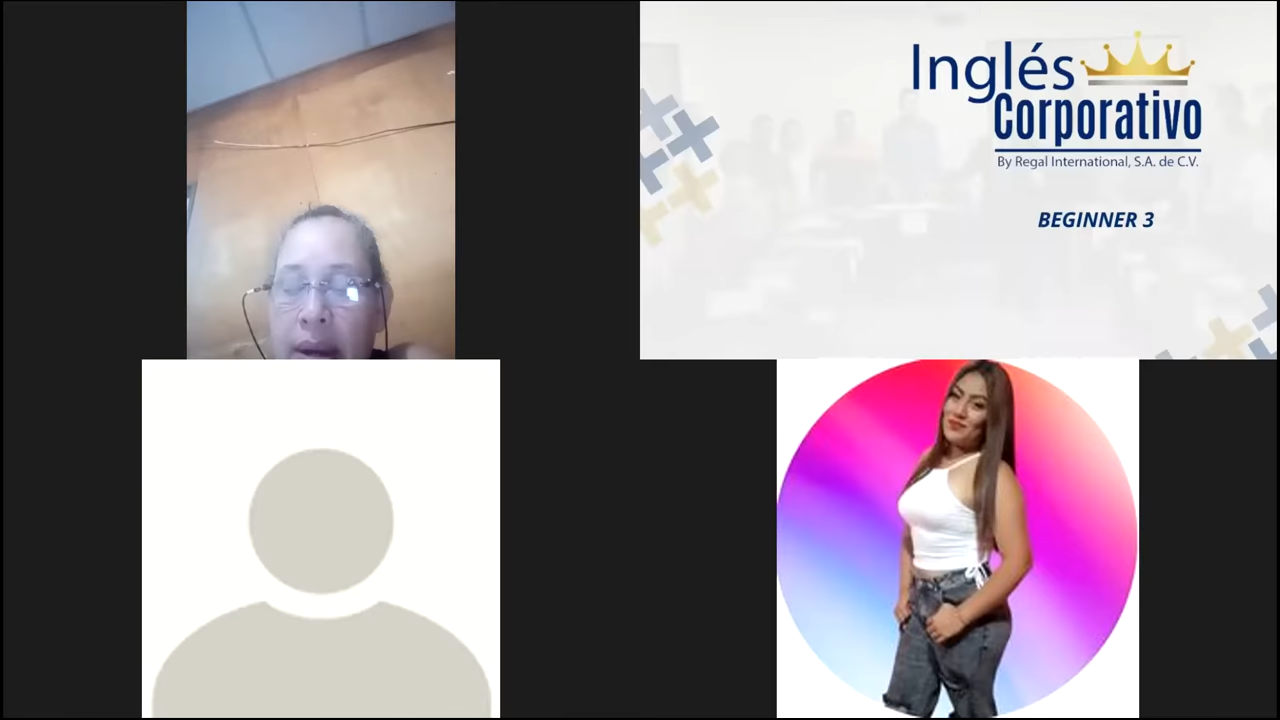 Inglés
Corporativo
By Regal International, S.A. de C.V.
BEGINNER 3